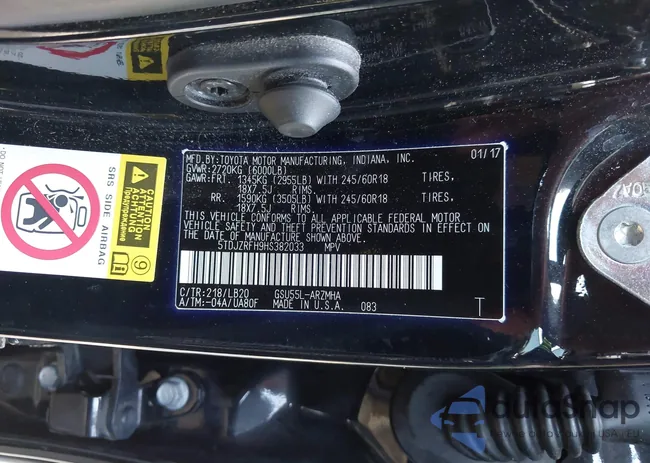 MFD.BY:TOYOTA MOTOR MANUFACTURING, INDIANA, INC. 01/17
GVWR:2720KG (6000LB)
GAWR:FRI 1345KG (2955LB) WITH 245/60R18 TIRES,
18X7.5J RIMS.
RR. 1590KG (3505LB) WITH 245/60R18 TIRES,
18X7.5J RIMS.
THIS VEHICLE CONFORMS TO ALL APPLICABLE FEDERAL MOTOR
VEHICLE SAFETY AND THEFT PREVENTION STANDARDS IN EFFECT ON
THE DATE OF MANUFACTURE SHOWN ABOVE.
5TDJZRFH9HS382033 MPV
C/TR:218/LB20 GSU55L-ARZMHA
A/TM:-04A/UA80F MADE IN U.S.A. 083 T
SRS SIDE AIRBAG
CAUTION
ATTENTION
9
autoSnap